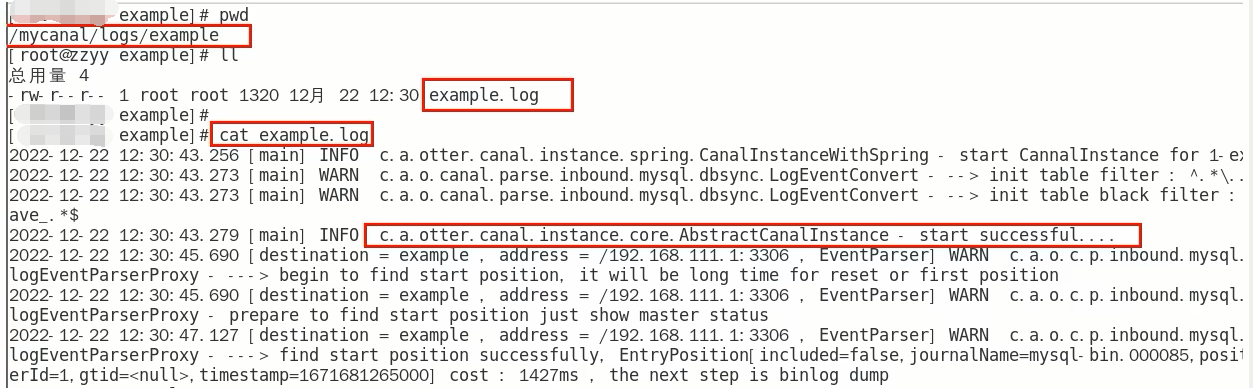 example]# pwd
/mycanal/logs/example
[root@zzyy example]# ll
总用量 4
-rw-r--r-- 1 root root 1320 12月 22 12:30 example.log
[ example]#
[ example]# cat example.log
2022-12-22 12:30:43.256 [main] INFO c.a.otter.canal.instance.spring.CanalInstanceWithSpring - start CannalInstance for 1-ex
2022-12-22 12:30:43.273 [main] WARN c.a.o.canal.parse.inbound.mysql.dbsync.LogEventConvert - --> init table filter : ^.*\..
2022-12-22 12:30:43.273 [main] WARN c.a.o.canal.parse.inbound.mysql.dbsync.LogEventConvert - --> init table black filter :
ave_.*$
2022-12-22 12:30:43.279 [main] INFO c.a.otter.canal.instance.core.AbstractCanalInstance - start successful....
2022-12-22 12:30:45.690 [destination = example , address = /192.168.111.1:3306 , EventParser] WARN c.a.o.c.p.inbound.mysql.
logEventParserProxy - ---> begin to find start position, it will be long time for reset or first position
2022-12-22 12:30:45.690 [destination = example , address = /192.168.111.1:3306 , EventParser] WARN c.a.o.c.p.inbound.mysql.
logEventParserProxy - prepare to find start position just show master status
2022-12-22 12:30:47.127 [destination = example , address = /192.168.111.1:3306 , EventParser] WARN c.a.o.c.p.inbound.mysql.
logEventParserProxy - ---> find start position successfully, EntryPosition[included=false,journalName=mysql-bin.000085,posit
erId=1,gtid=<null>,timestamp=1671681265000] cost : 1427ms , the next step is binlog dump